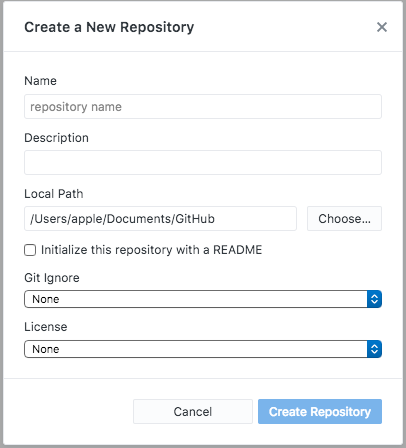 Create a New Repository
Name
repository name
Description
Local Path
/Users/apple/Documents/GitHub
Choose...
Initialize this repository with a README
Git Ignore
None
License
None
Cancel
Create Repository